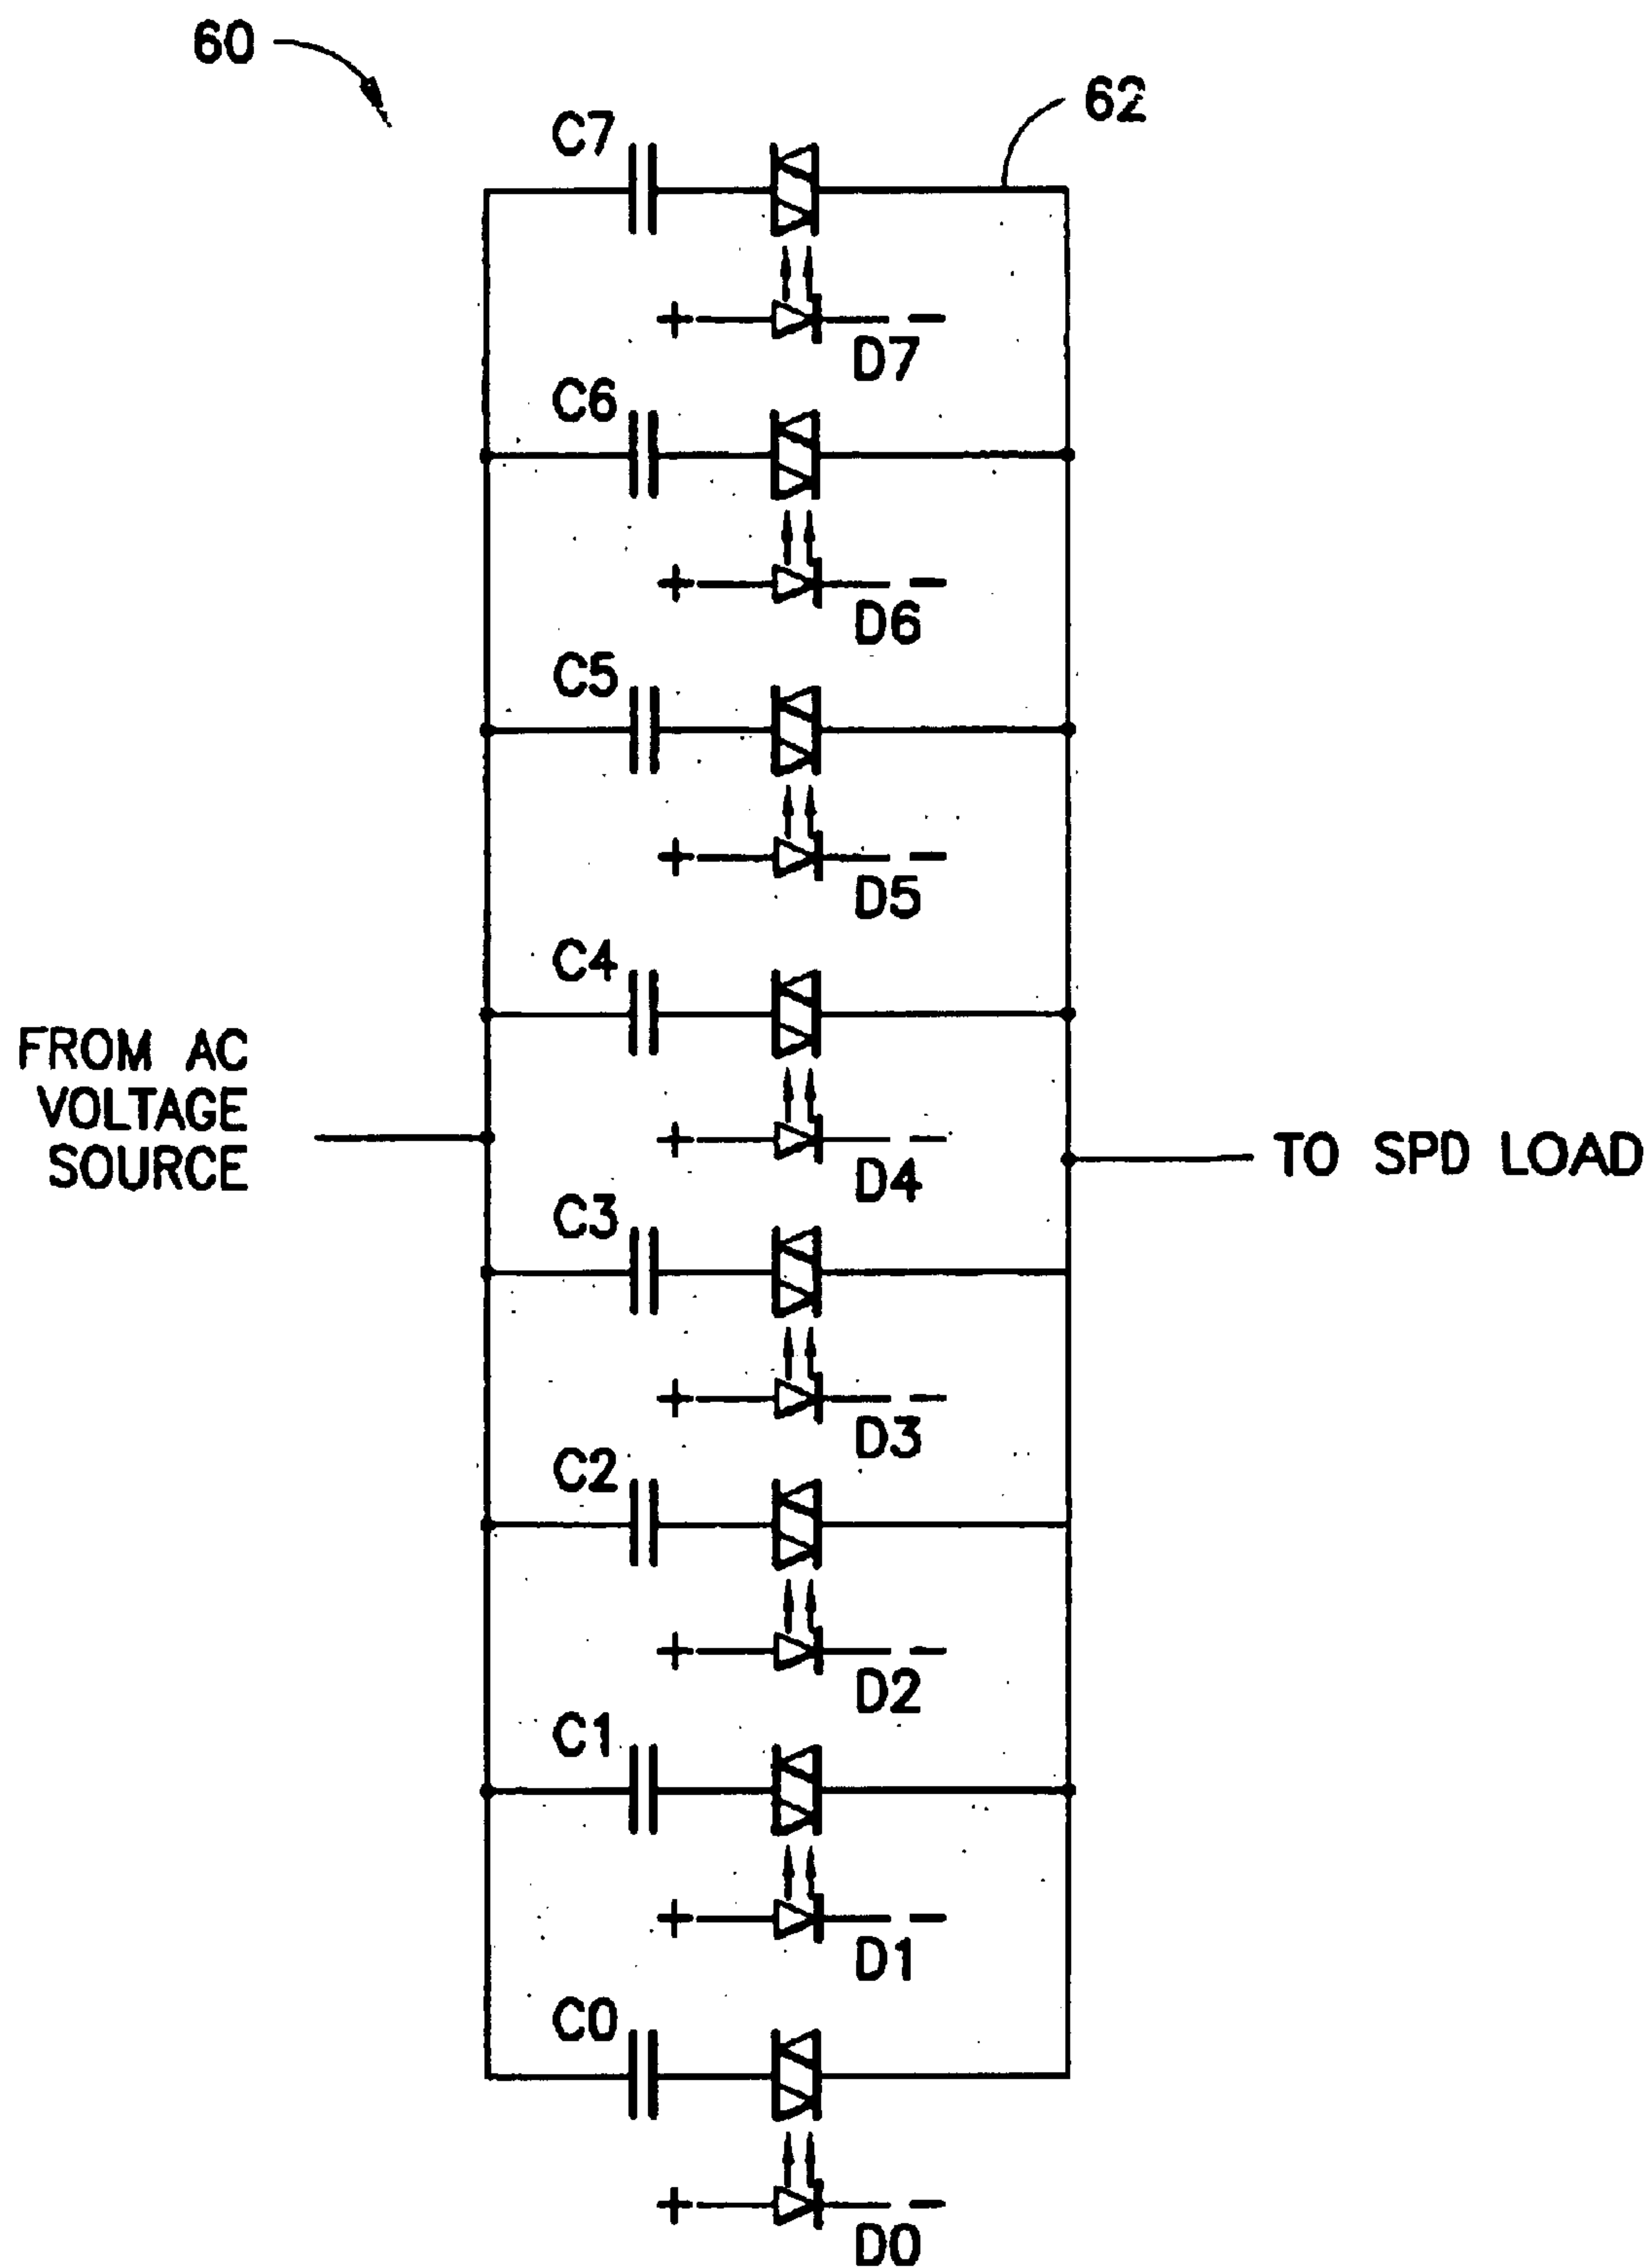 60
62
C7
+ -
D7
C6
+ -
D6
C5
+ -
D5
C4
FROM AC
VOLTAGE
SOURCE
+ -
D4
TO SPD LOAD
C3
+ -
D3
C2
+ -
D2
C1
+ -
D1
C0
+ -
D0